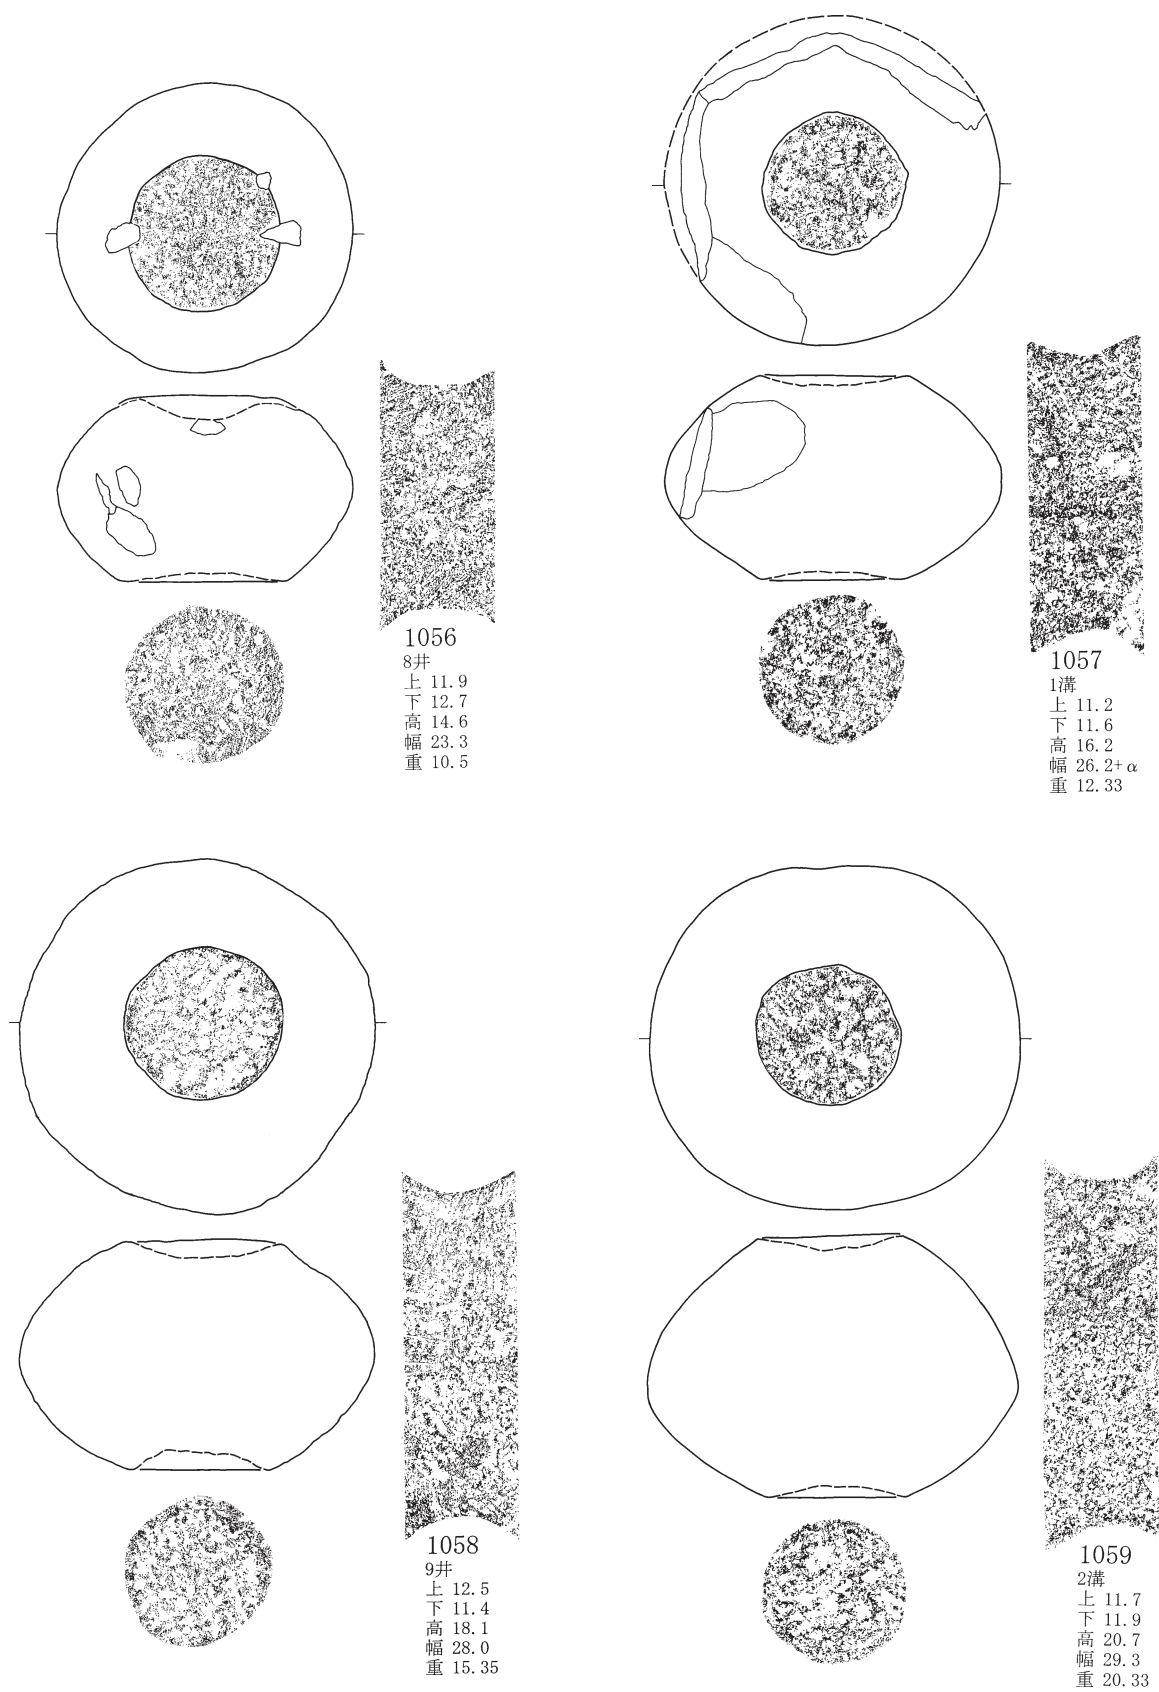 1056
8井
上 11.9
下 12.7
高 14.6
幅 23.3
重 10.5
1057
1溝
上 11.2
下 11.6
高 16.2
幅 26.2+α
重 12.33
1058
9井
上 12.5
下 11.4
高 18.1
幅 28.0
重 15.35
1059
2溝
上 11.7
下 11.9
高 20.7
幅 29.3
重 20.33